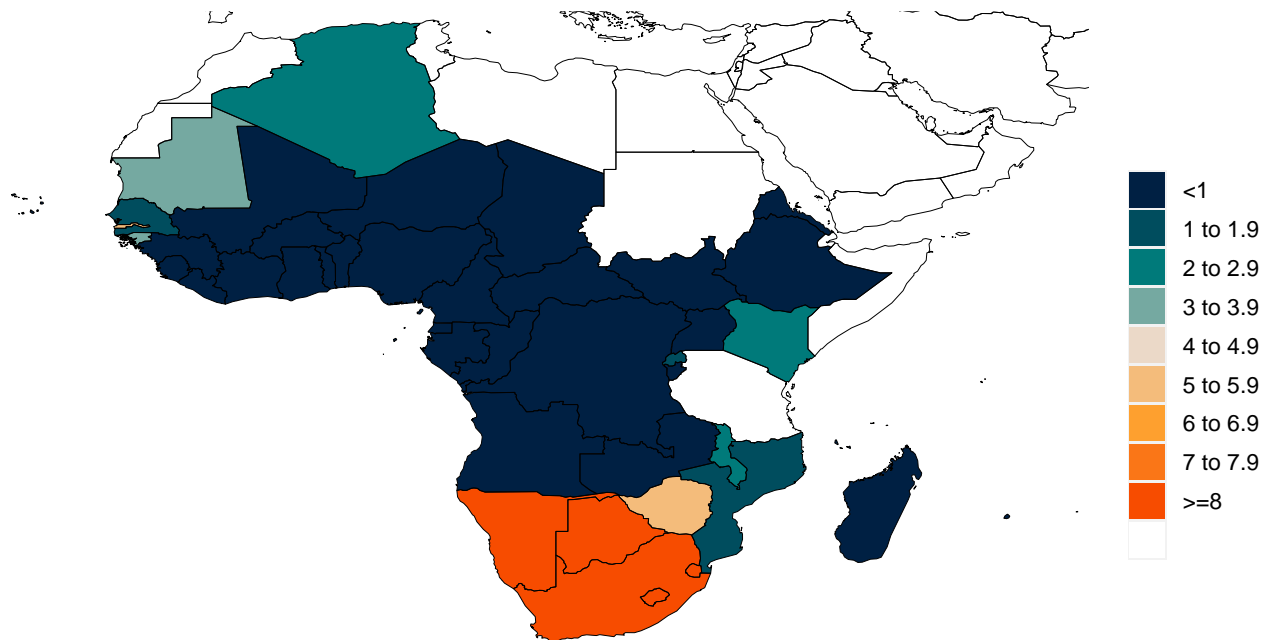 <1
1 to 1.9
2 to 2.9
3 to 3.9
4 to 4.9
5 to 5.9
6 to 6.9
7 to 7.9
>=8